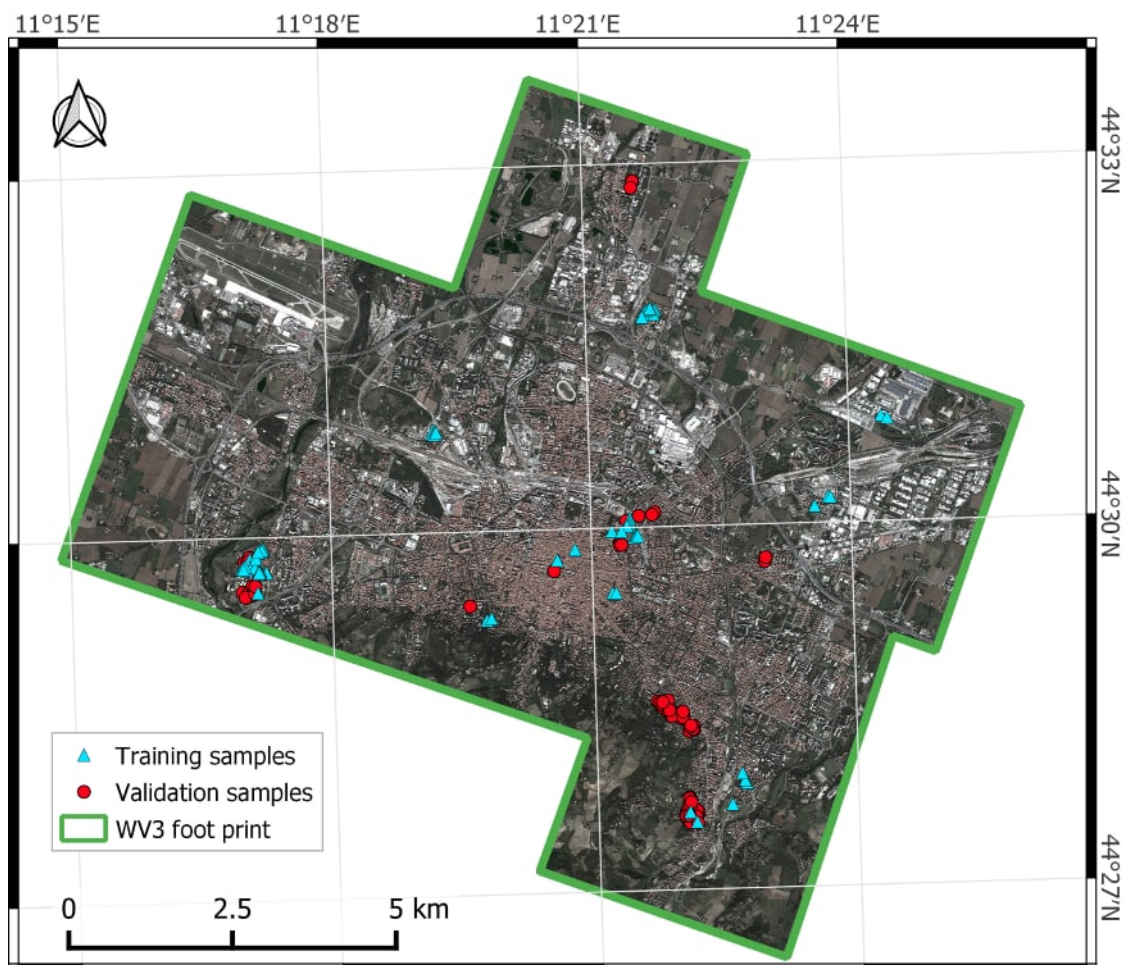 11°15′E 11°18′E 11°21′E 11°24′E
44°33′N
44°30′N
44°27′N
Training samples
Validation samples
WV3 foot print
0 2.5 5 km